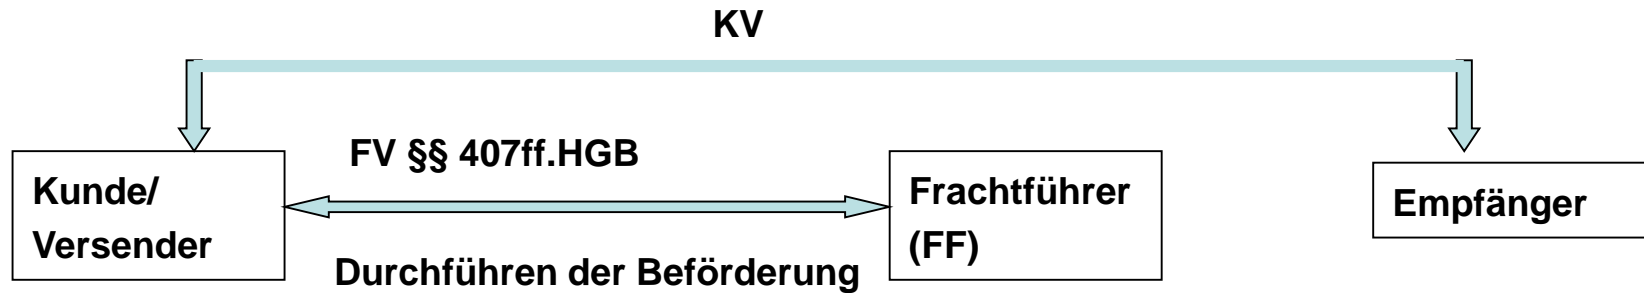 KV
FV §§ 407ff.HGB
Kunde/
Versender
Durchführen der Beförderung
Frachtführer
(FF)
Empfänger